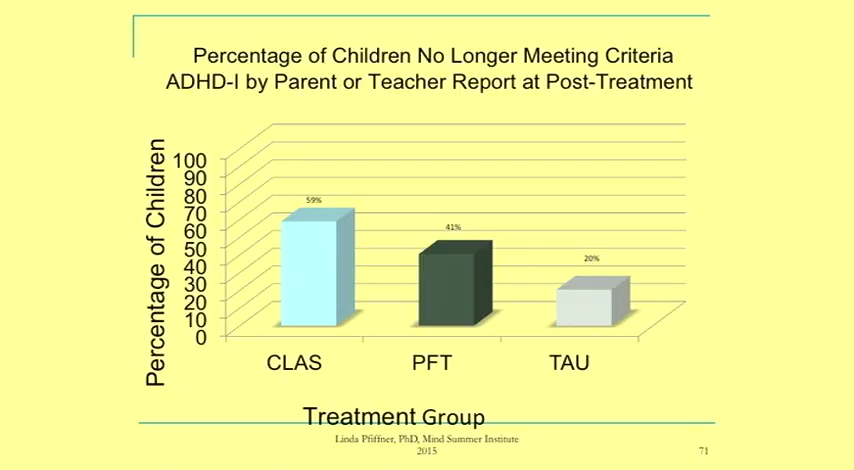 Percentage of Children No Longer Meeting Criteria
ADHD-I by Parent or Teacher Report at Post-Treatment
Percentage of Children
100
90
80
70
60
50
40
30
20
10
0
59%
41%
20%
CLAS
PFT
TAU
Treatment Group
Linda Pfiffner, PhD, Mind Summer Institute
2015
71